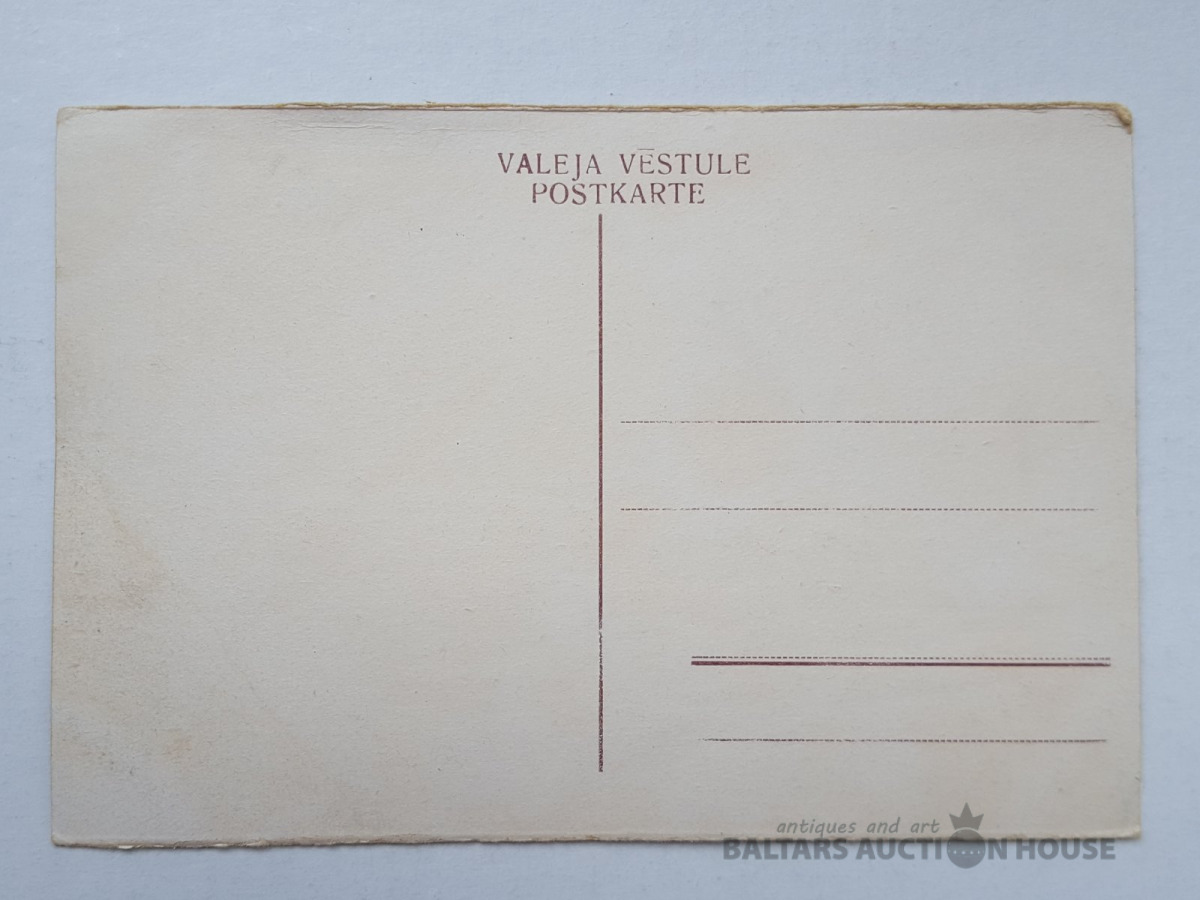 VALEJA VĒSTULE
POSTKARTE
antiques and art
BALTARS AUCTION HOUSE